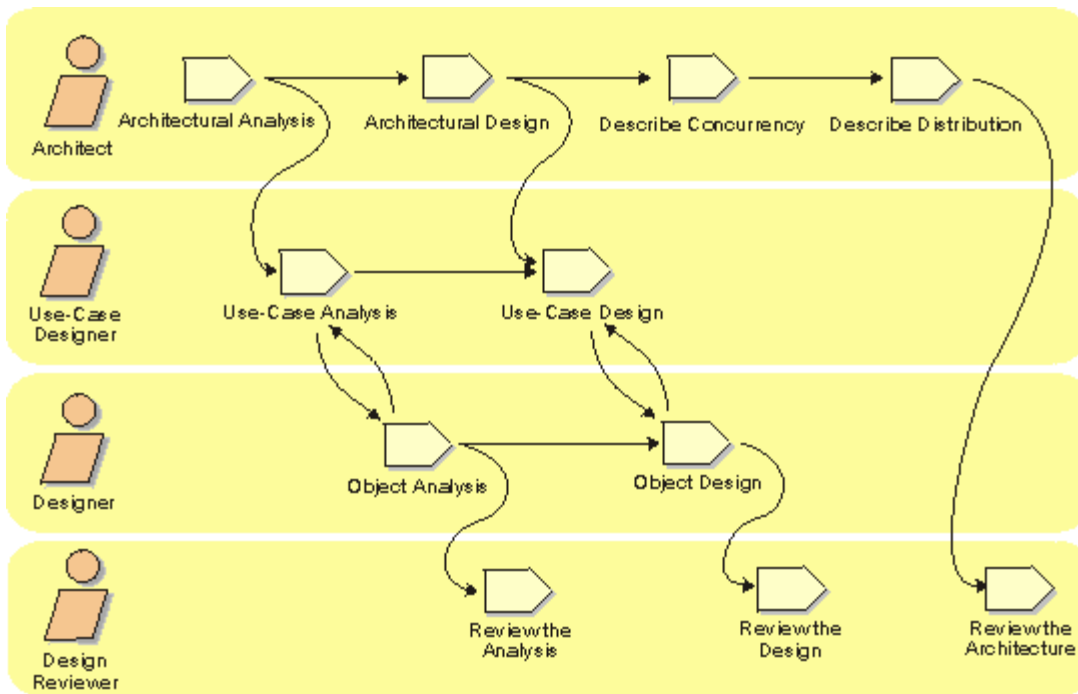 Architectural Analysis
Architectural Design
Describe Concurrency
Describe Distribution
Architect
Use-Case
Designer
Use-Case Analysis
Use-Case Design
Designer
Object Analysis
Object Design
Design
Reviewer
Review the
Analysis
Review the
Design
Review the
Architecture